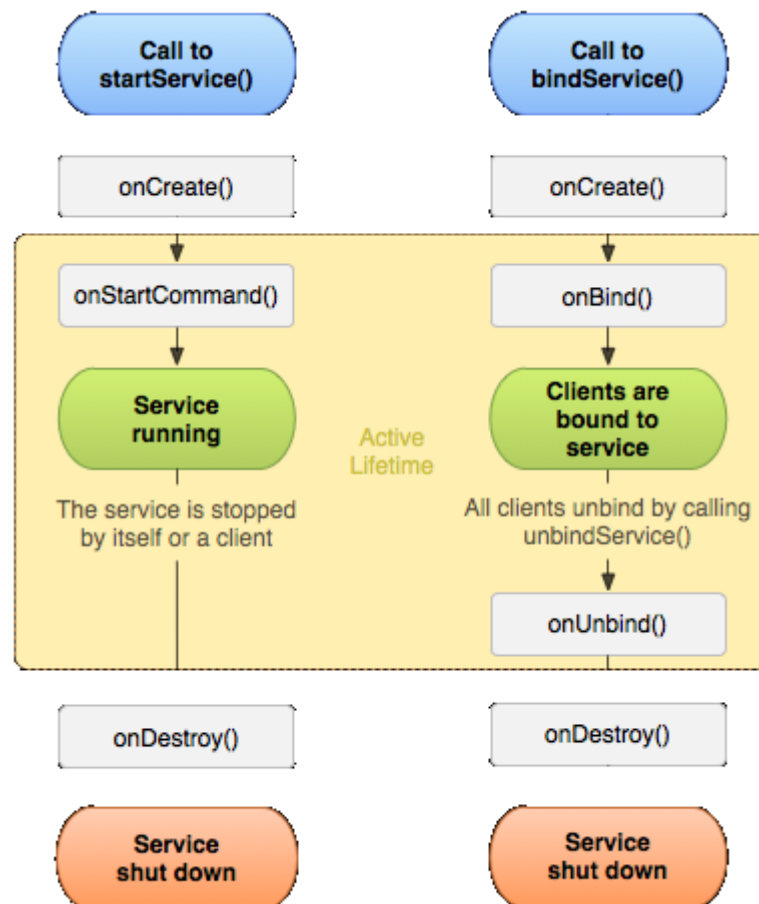 Call to
startService()
onCreate()
onStartCommand()
Service
running
The service is stopped
by itself or a client
onDestroy()
Service
shut down
Active
Lifetime
Call to
bindService()
onCreate()
onBind()
Clients are
bound to
service
All clients unbind by calling
unbindService()
onUnbind()
onDestroy()
Service
shut down